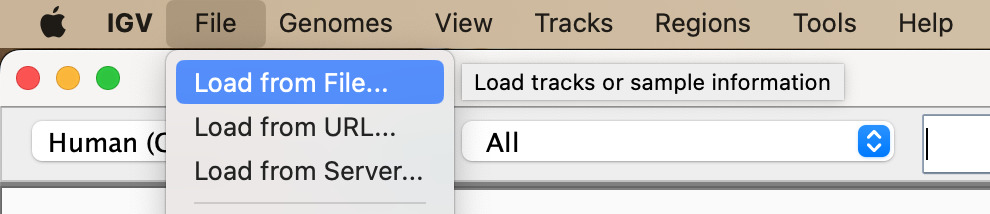 IGV File Genomes View Tracks Regions Tools Help
Load from File... Load tracks or sample information
Load from URL...
Human (C All
Load from Server...